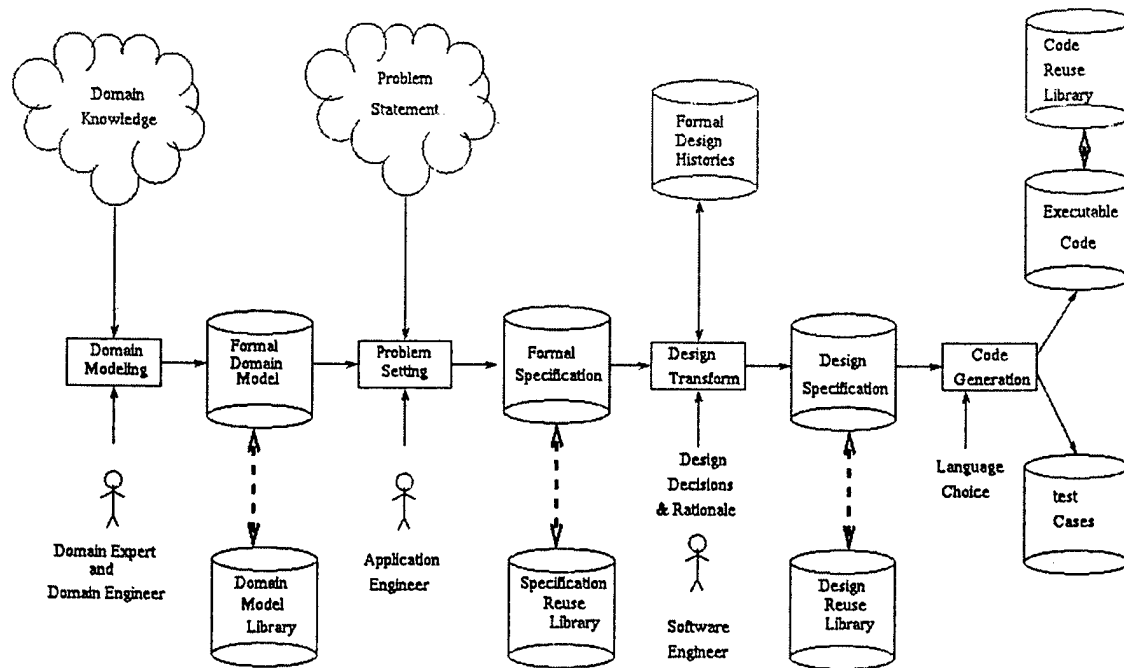 Domain
Knowledge
Problem
Statement
Formal
Design
Histories
Code
Reuse
Library
Executable
Code
Domain
Modeling
Formal
Domain
Model
Problem
Setting
Formal
Specification
Design
Transform
Design
Specification
Code
Generation
Domain Expert
and
Domain Engineer
Domain
Model
Library
Application
Engineer
Specification
Reuse
Library
Design
Decisions
& Rationale
Software
Engineer
Design
Reuse
Library
Language
Choice
test
Cases